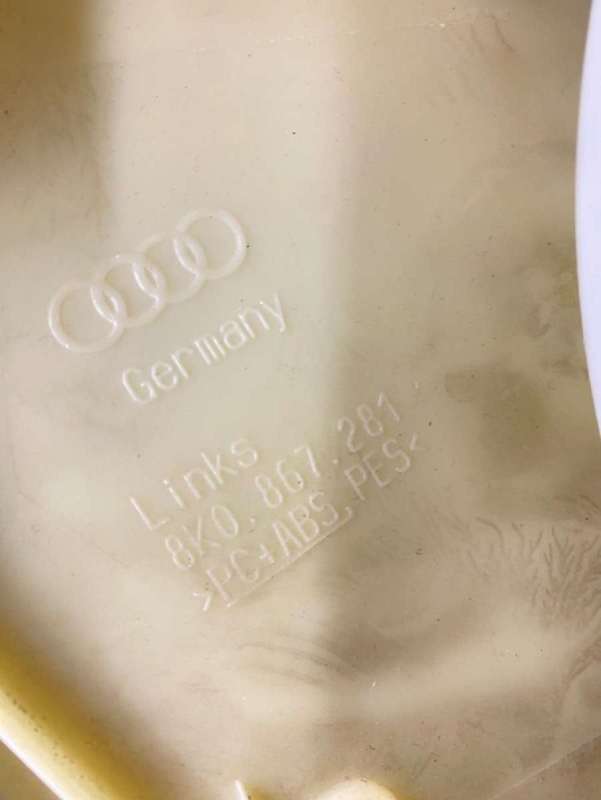 Germany
Links
8K0.867.281
>PC+ABS,PES<